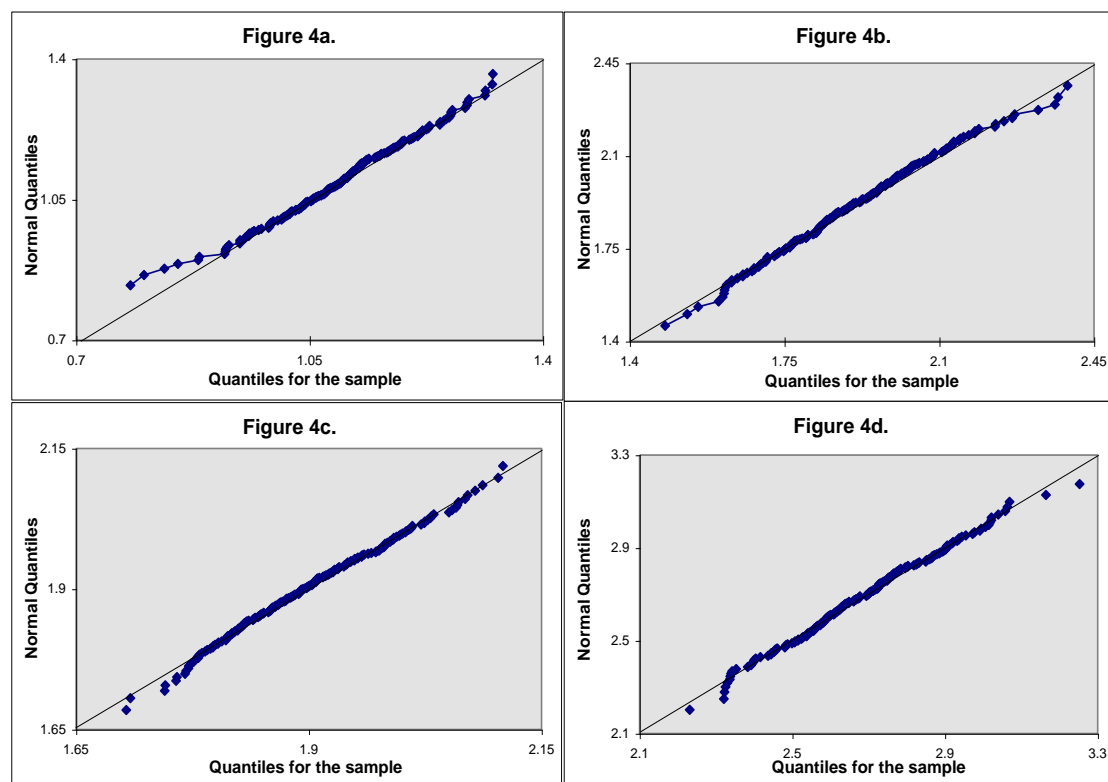 Figure 4a.
1.4
1.05
0.7
Normal Quantiles
0.7
1.05
1.4
Quantiles for the sample
Figure 4b.
2.45
2.1
1.75
1.4
Normal Quantiles
1.4
1.75
2.1
2.45
Quantiles for the sample
Figure 4c.
2.15
1.9
1.65
Normal Quantiles
1.65
1.9
2.15
Quantiles for the sample
Figure 4d.
3.3
2.9
2.5
2.1
Normal Quantiles
2.1
2.5
2.9
3.3
Quantiles for the sample